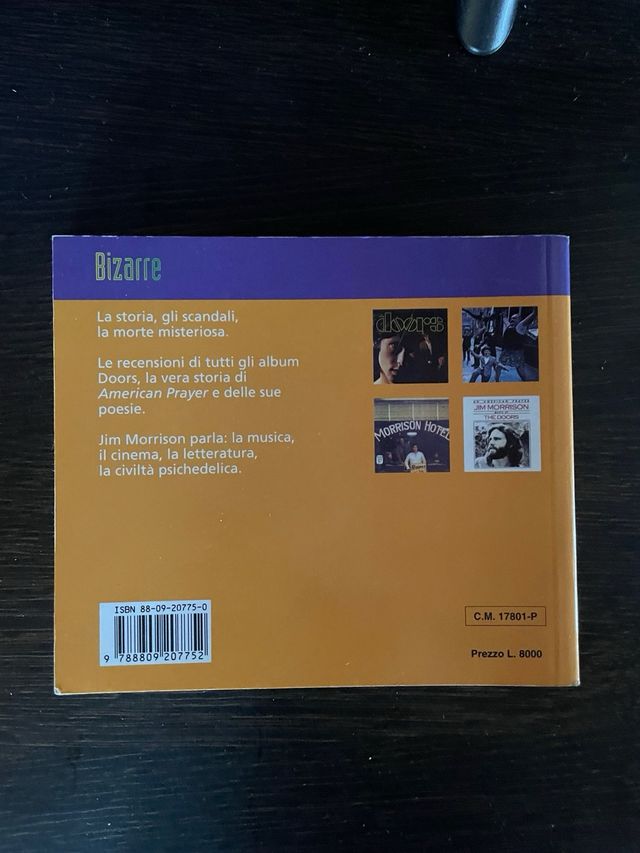 Bizarre
La storia, gli scandali,
la morte misteriosa.
Le recensioni di tutti gli album
Doors, la vera storia di
American Prayer e delle sue
poesie.
Jim Morrison parla: la musica,
il cinema, la letteratura,
la civiltà psichedelica.
the doors
MORRISON HOTEL
JIM MORRISON
THE DOORS
ISBN 88-09-20775-0
9 788809 207752
C.M. 17801-P
Prezzo L. 8000